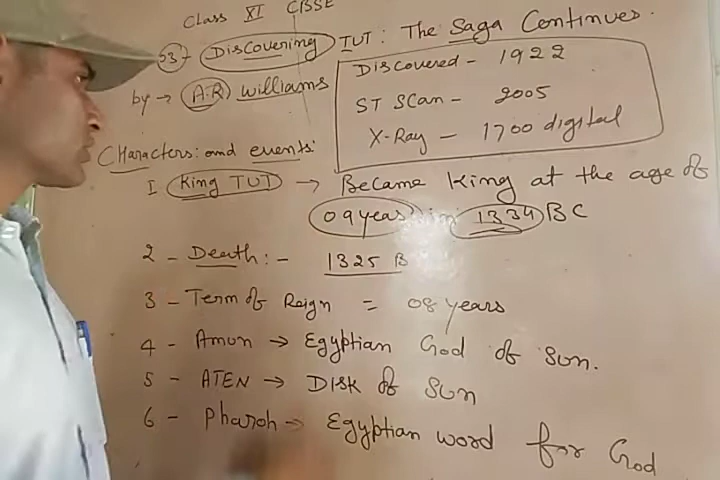 Class XI CBSE
03- Discovering TUT: The Saga Continues.
by → A.R. williams
Discovered - 1922
ST SCan - 2005
X-Ray - 1700 digital
CHaracters: and events:
I King TUT → Became King at the age of
09 years in 1334 BC
2 - Death:- 1325 B
3 - Term of Reign = 08 years
4 - Amun → Egyptian God of Sun.
5 - ATEN → DISK of SUn
6 - Pharoh → Egyptian word for God